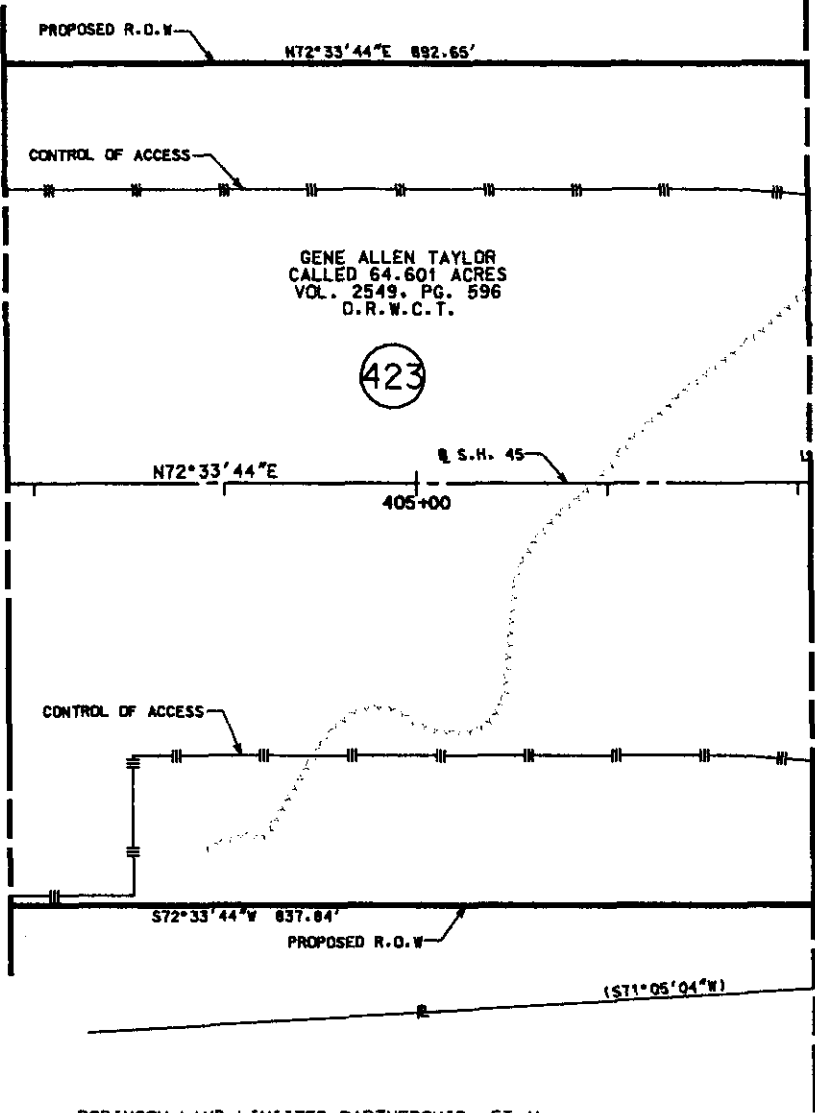 PROPOSED R.O.W
N72°33'44"E 892.65'
CONTROL OF ACCESS
GENE ALLEN TAYLOR
CALLED 64.601 ACRES
VOL. 2549, PG. 596
D.R.W.C.T.
423
N72°33'44"E
℄ S.H. 45
405+00
CONTROL OF ACCESS
S72°33'44"W 837.84'
PROPOSED R.O.W
(S71°05'04"W)